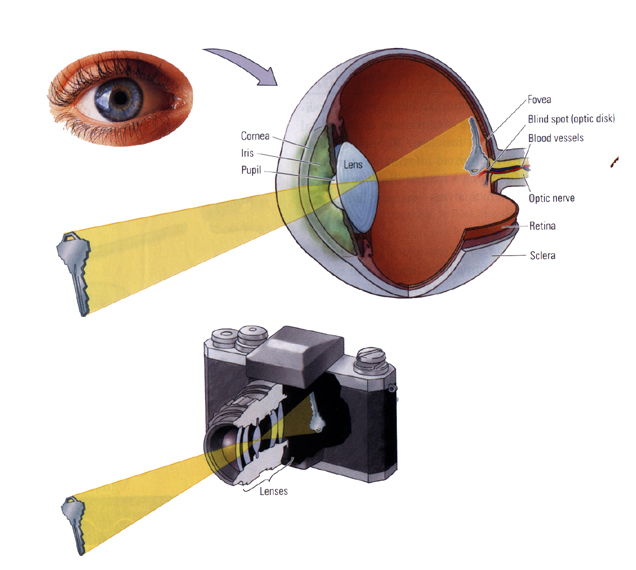 Cornea
Iris
Pupil
Lens
Fovea
Blind spot (optic disk)
Blood vessels
Optic nerve
Retina
Sclera
Lenses